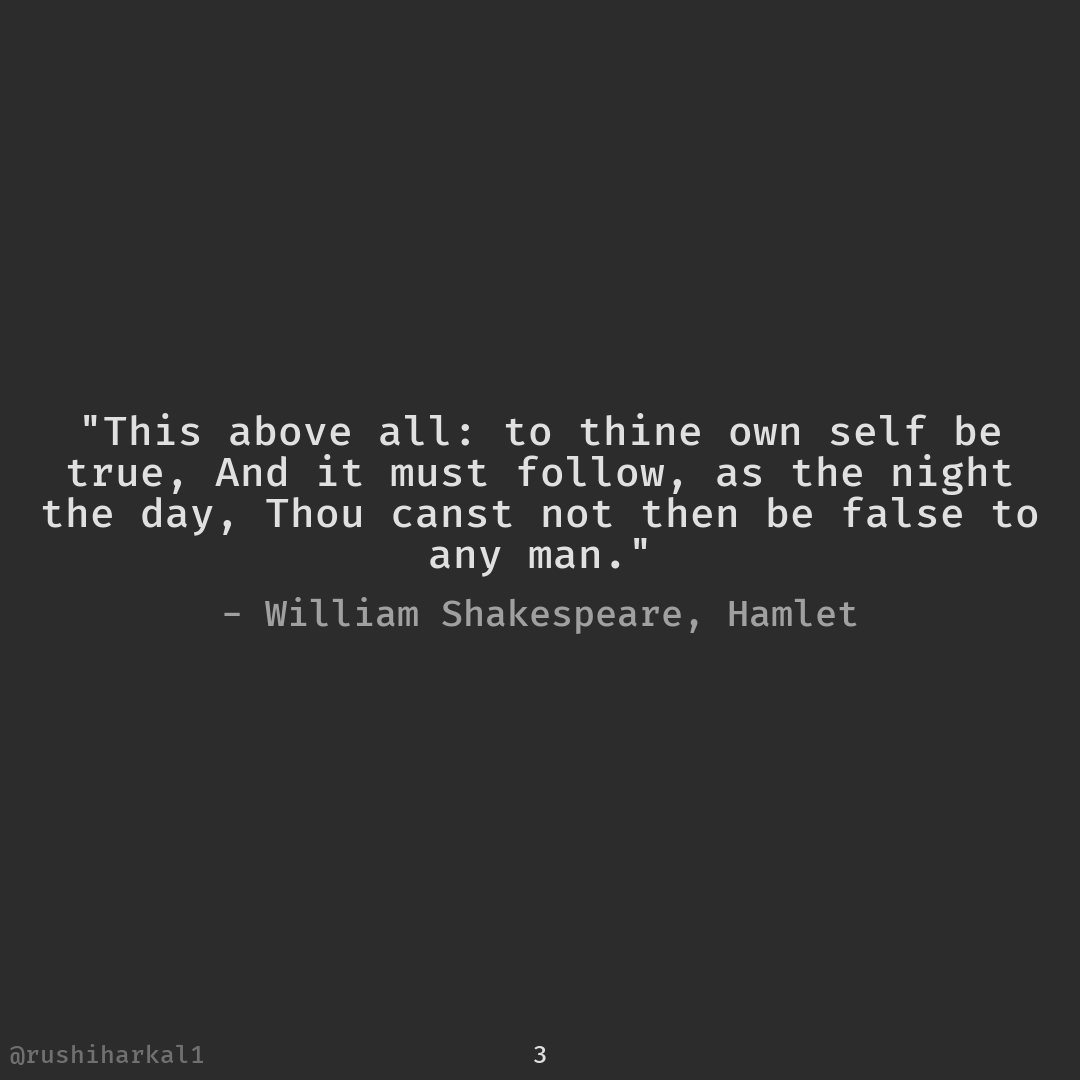 "This above all: to thine own self be
true, And it must follow, as the night
the day, Thou canst not then be false to
any man."
– William Shakespeare, Hamlet
@rushiharkal1
3